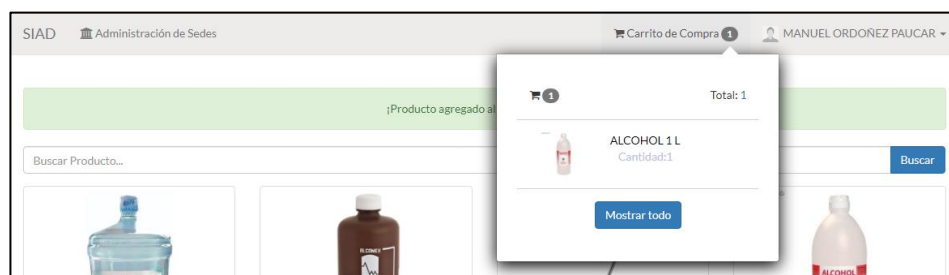 SIAD Administración de Sedes Carrito de Compra 1 MANUEL ORDOÑEZ PAUCAR
1 Total: 1
¡Producto agregado al
ALCOHOL 1 L
Cantidad:1
Buscar Producto... Buscar
Mostrar todo
ALCOMEX
ALCOHOL